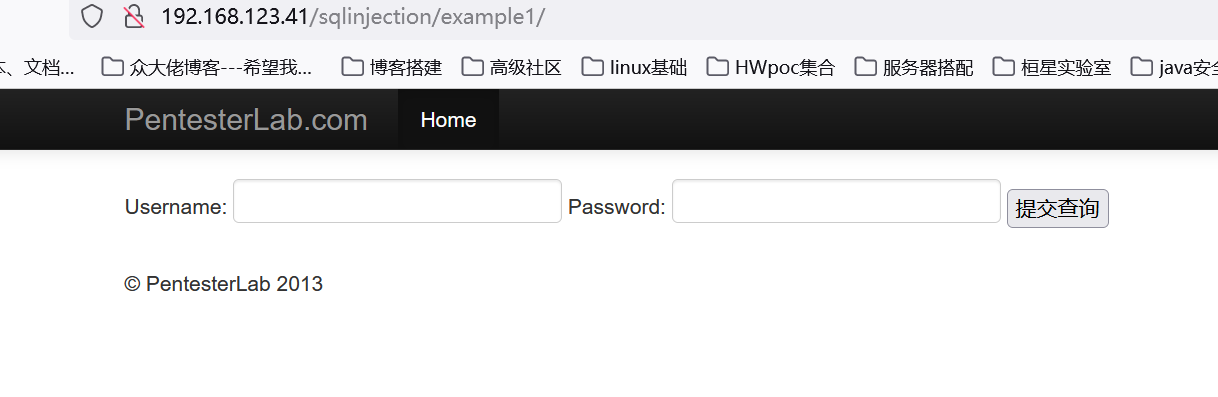 192.168.123.41/sqlinjection/example1/
本、文档... 众大佬博客---希望我... 博客搭建 高级社区 linux基础 HWpoc集合 服务器搭配 桓星实验室 java安全
PentesterLab.com Home
Username: Password: 提交查询
© PentesterLab 2013